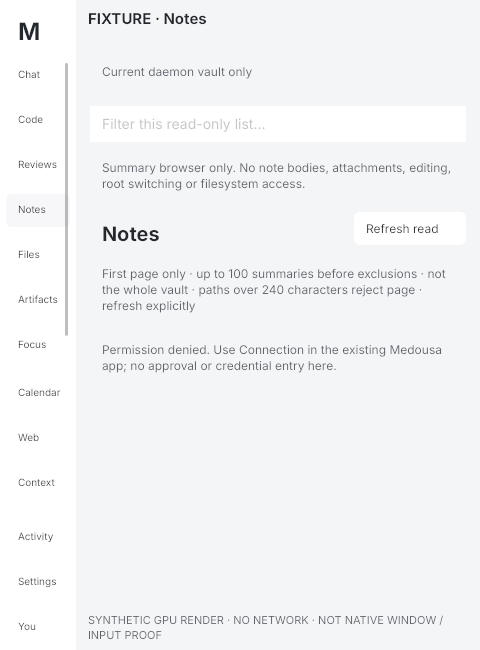 M
Chat
Code
Reviews
Notes
Files
Artifacts
Focus
Calendar
Web
Context
Activity
Settings
You
FIXTURE · Notes
Current daemon vault only
Filter this read-only list...
Summary browser only. No note bodies, attachments, editing,
root switching or filesystem access.
Notes
Refresh read
First page only · up to 100 summaries before exclusions · not
the whole vault · paths over 240 characters reject page ·
refresh explicitly
Permission denied. Use Connection in the existing Medousa
app; no approval or credential entry here.
SYNTHETIC GPU RENDER · NO NETWORK · NOT NATIVE WINDOW /
INPUT PROOF